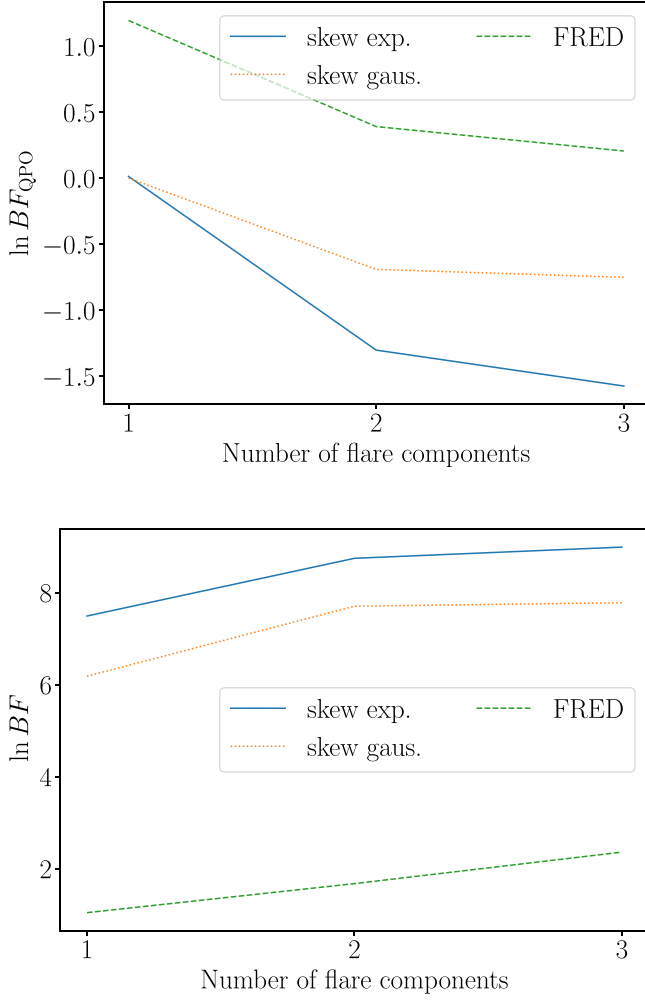 1.0
0.5
0.0
−0.5
−1.0
−1.5
ln BF_QPO
skew exp.
skew gaus.
FRED
1 2 3
Number of flare components
8
6
4
2
ln BF
skew exp.
skew gaus.
FRED
1 2 3
Number of flare components